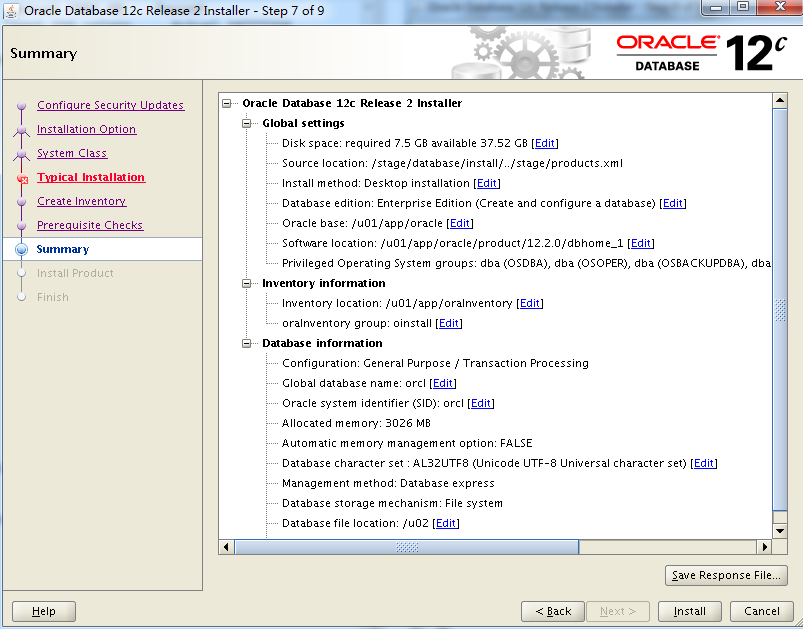 Oracle Database 12c Release 2 Installer - Step 7 of 9
Summary
ORACLE
DATABASE
12c
Configure Security Updates
Installation Option
System Class
Typical Installation
Create Inventory
Prerequisite Checks
Summary
Install Product
Finish
Oracle Database 12c Release 2 Installer
Global settings
Disk space: required 7.5 GB available 37.52 GB [Edit]
Source location: /stage/database/install/../stage/products.xml
Install method: Desktop installation [Edit]
Database edition: Enterprise Edition (Create and configure a database) [Edit]
Oracle base: /u01/app/oracle [Edit]
Software location: /u01/app/oracle/product/12.2.0/dbhome_1 [Edit]
Privileged Operating System groups: dba (OSDBA), dba (OSOPER), dba (OSBACKUPDBA), dba
Inventory information
Inventory location: /u01/app/oraInventory [Edit]
oraInventory group: oinstall [Edit]
Database information
Configuration: General Purpose / Transaction Processing
Global database name: orcl [Edit]
Oracle system identifier (SID): orcl [Edit]
Allocated memory: 3026 MB
Automatic memory management option: FALSE
Database character set : AL32UTF8 (Unicode UTF-8 Universal character set) [Edit]
Management method: Database express
Database storage mechanism: File system
Database file location: /u02 [Edit]
Save Response File...
Help
< Back
Next >
Install
Cancel